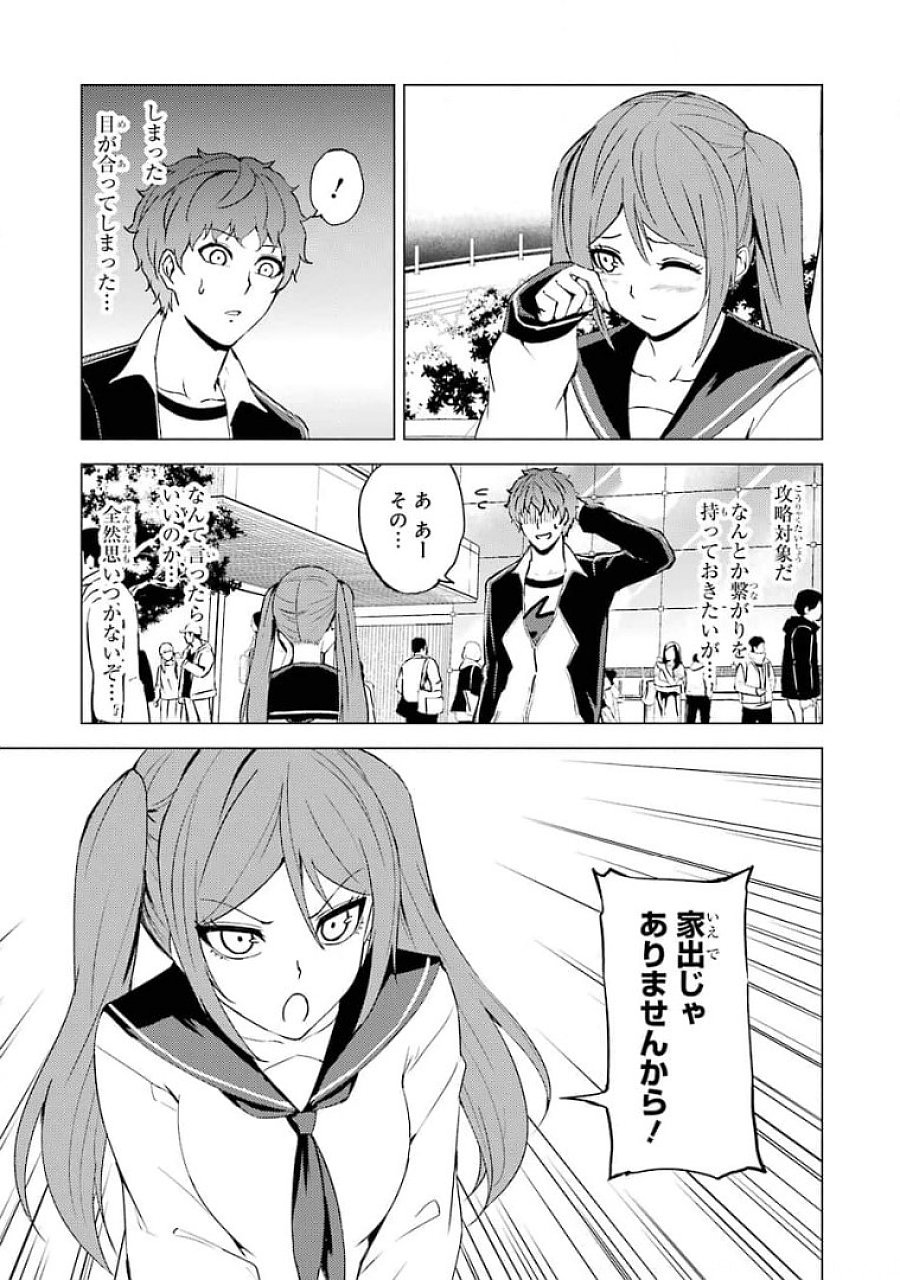 ！
しまった
目が合ってしまった…
攻略対象だ
なんとか繋がりを
持っておきたいが…
あ あー
その…
なんて言ったら
いいのか…
全然思いつかないぞ…
家出じゃ
ありませんから！